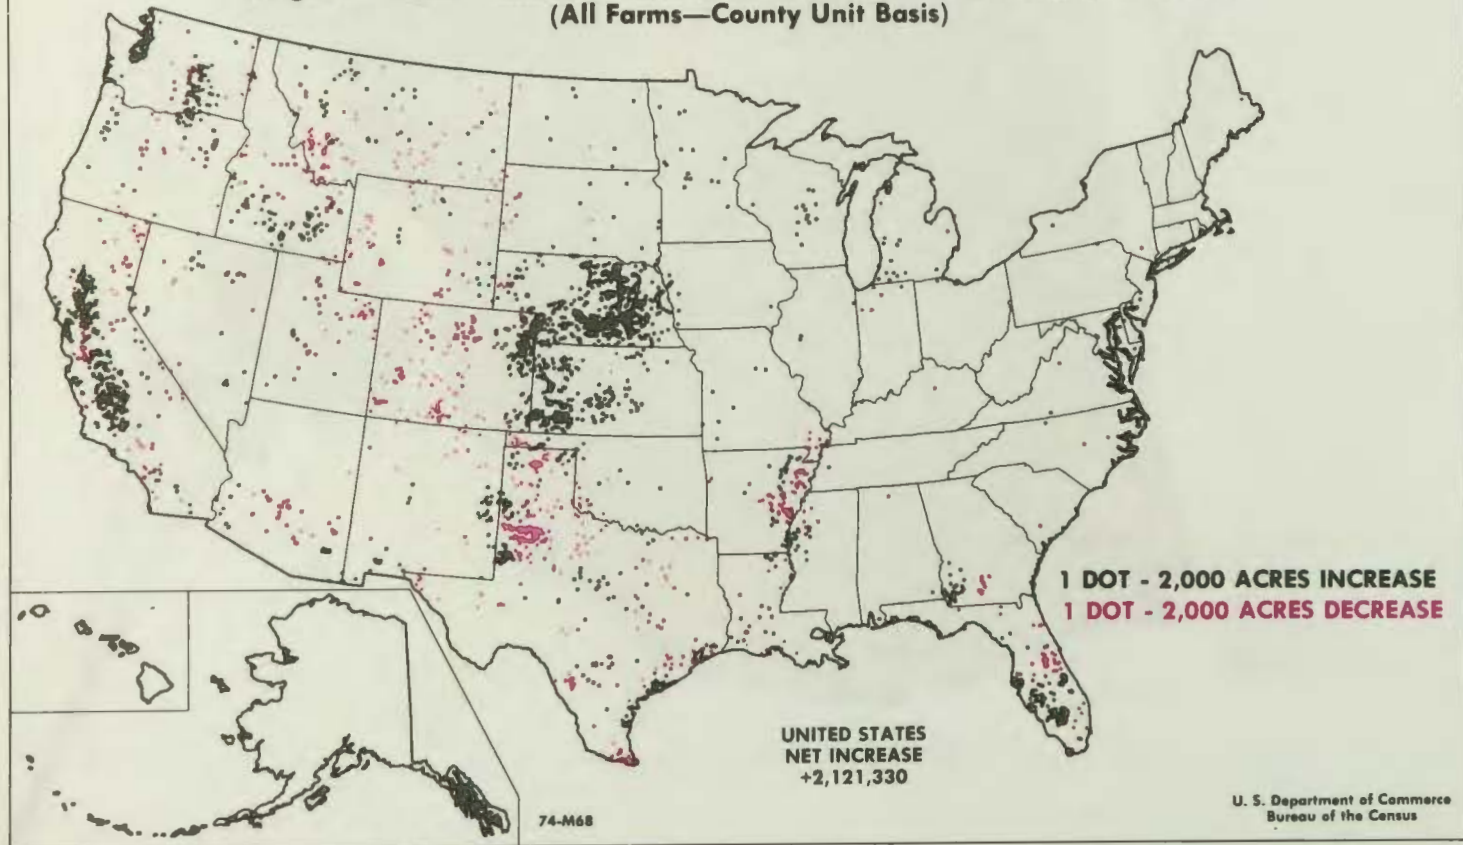 (All Farms—County Unit Basis)
1 DOT - 2,000 ACRES INCREASE
1 DOT - 2,000 ACRES DECREASE
UNITED STATES
NET INCREASE
+2,121,330
74-M68
U. S. Department of Commerce
Bureau of the Census